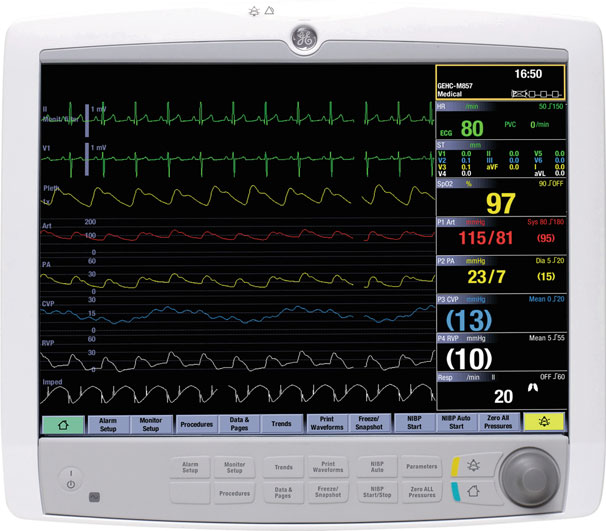 GE
16:50
GEHC-M857
Medical
II
Monit/filter
1 mV
HR /min 50 150
ECG 80 PVC 0/min
V1
1 mV
ST mm
V1 0.0 II 0.0 V5 0.0
V2 0.1 III 0.0 V6 0.0
V3 0.1 aVF 0.0 I 0.0
V4 0.0 aVL 0.0
Pleth
1x
SpO2 % 90 OFF
97
Art
200
100
0
P1 Art mmHg Sys 80 180
115/81 (95)
PA
60
30
0
P2 PA mmHg Dia 5 20
23/7 (15)
CVP
30
15
0
P3 CVP mmHg Mean 0 20
(13)
RVP
60
30
0
P4 RVP mmHg Mean 5 55
(10)
Imped
Resp /min II OFF 60
20
Alarm Setup
Monitor Setup
Procedures
Data & Pages
Trends
Print Waveforms
Freeze/ Snapshot
NIBP Start
NIBP Auto Start
Zero All Pressures
Alarm Setup
Monitor Setup
Trends
Print Waveforms
NIBP Auto
Parameters
Procedures
Data & Pages
Freeze/ Snapshot
NIBP Start/Stop
Zero ALL Pressures